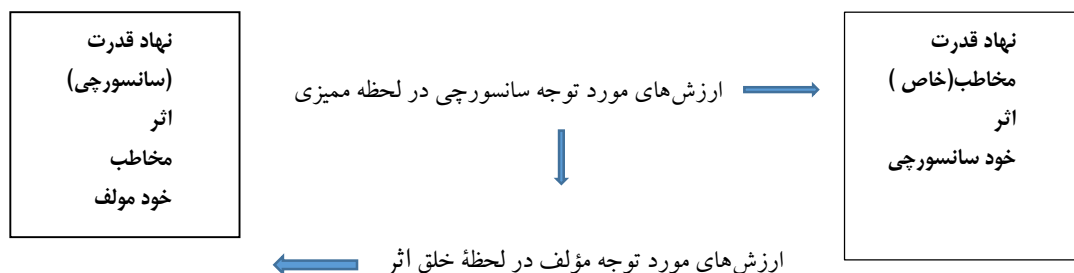 نهاد قدرت
مخاطب(خاص )
اثر
خود سانسورچی
ارزش‌های مورد توجه سانسورچی در لحظه ممیزی
نهاد قدرت
(سانسورچی)
اثر
مخاطب
خود مولف
ارزش‌های مورد توجه مؤلف در لحظۀ خلق اثر